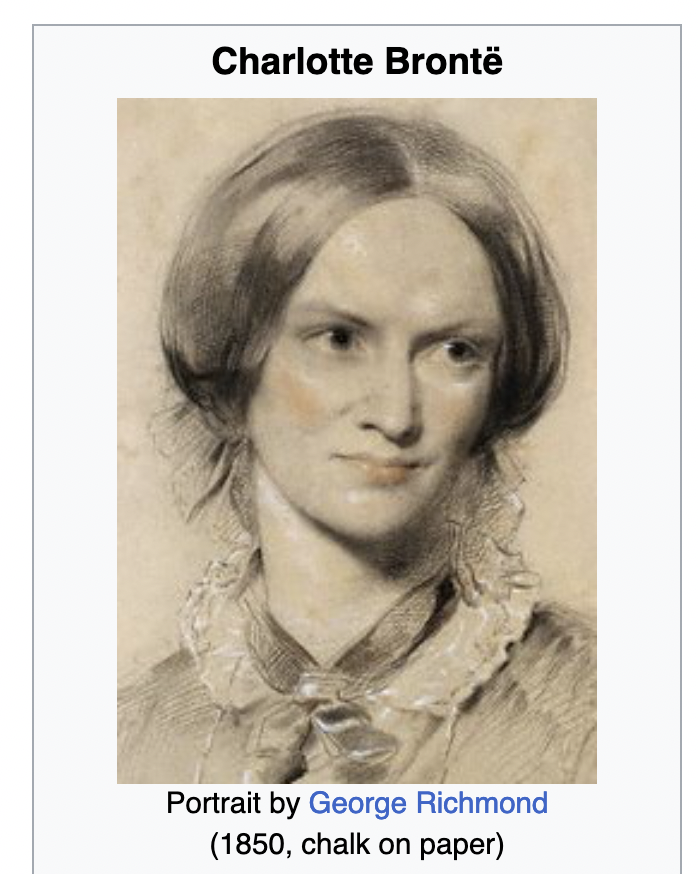 Charlotte Brontë
Portrait by George Richmond
(1850, chalk on paper)